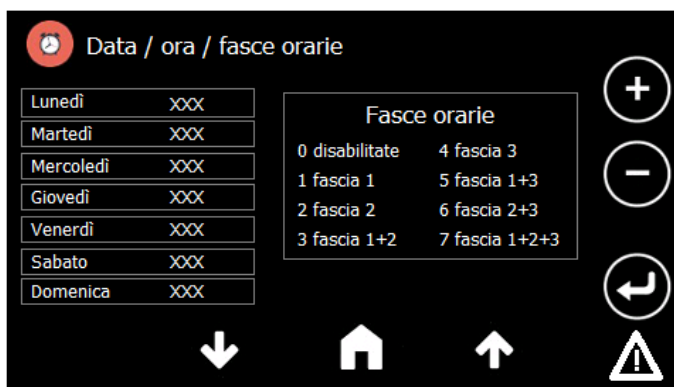 Data / ora / fasce orarie
Lunedì XXX
Martedì XXX
Mercoledì XXX
Giovedì XXX
Venerdì XXX
Sabato XXX
Domenica XXX
Fasce orarie
0 disabilitate 4 fascia 3
1 fascia 1 5 fascia 1+3
2 fascia 2 6 fascia 2+3
3 fascia 1+2 7 fascia 1+2+3